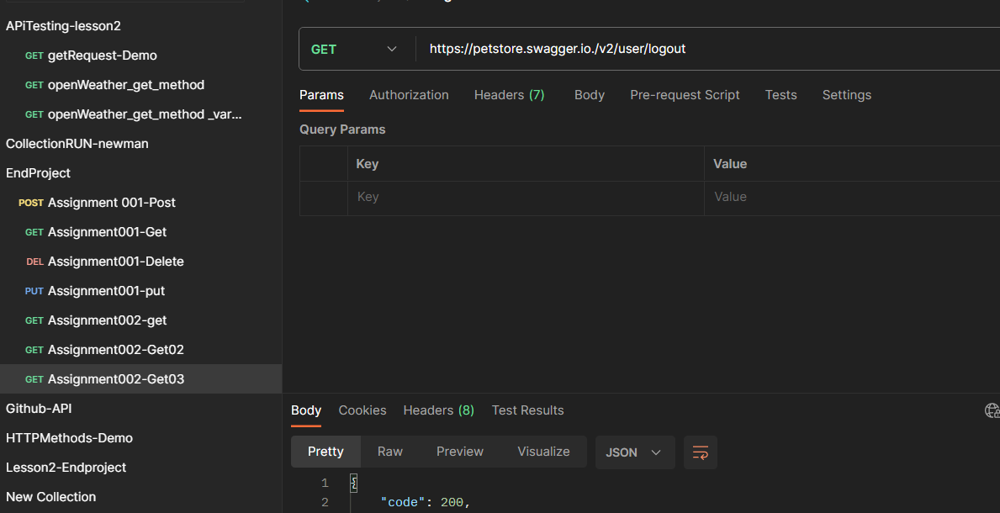 APiTesting-lesson2
GET getRequest-Demo
GET openWeather_get_method
GET openWeather_get_method _var...
CollectionRUN-newman
EndProject
POST Assignment 001-Post
GET Assignment001-Get
DEL Assignment001-Delete
PUT Assignment001-put
GET Assignment002-get
GET Assignment002-Get02
GET Assignment002-Get03
Github-API
HTTPMethods-Demo
Lesson2-Endproject
New Collection
GET https://petstore.swagger.io./v2/user/logout
Params Authorization Headers (7) Body Pre-request Script Tests Settings
Query Params
Key Value
Key Value
Body Cookies Headers (8) Test Results
Pretty Raw Preview Visualize JSON
1 {
2 "code": 200,